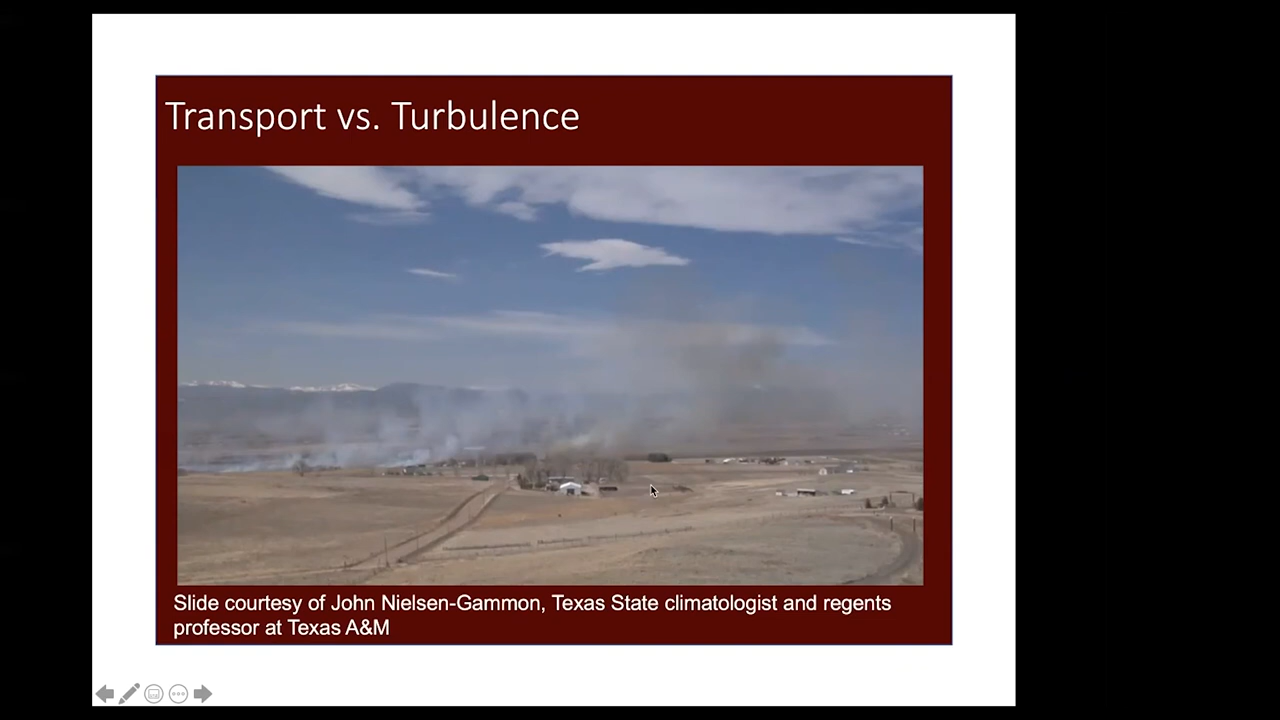 Transport vs. Turbulence
Slide courtesy of John Nielsen-Gammon, Texas State climatologist and regents
professor at Texas A&M